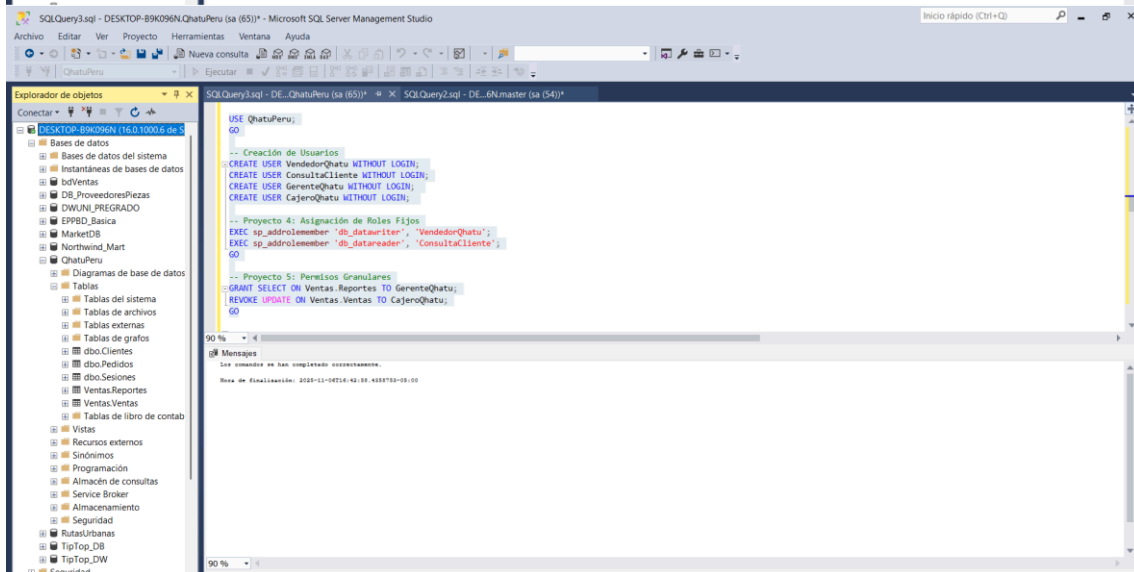 SQLQuery3.sql - DESKTOP-B9K096N.QhatuPeru (sa (65))* - Microsoft SQL Server Management Studio
Inicio rápido (Ctrl+Q)
Archivo Editar Ver Proyecto Herramientas Ventana Ayuda
Nueva consulta
QhatuPeru
Ejecutar
Explorador de objetos
SQLQuery3.sql - DE...QhatuPeru (sa (65))*
SQLQuery2.sql - DE...6N.master (sa (54))*
Conectar
DESKTOP-B9K096N (16.0.1000.6 de S
Bases de datos
Bases de datos del sistema
Instantáneas de bases de datos
bdVentas
DB_ProveedoresPiezas
DWUNI_PREGRADO
EPPBD_Basica
MarketDB
Northwind_Mart
QhatuPeru
Diagramas de base de datos
Tablas
Tablas del sistema
Tablas de archivos
Tablas externas
Tablas de grafos
dbo.Clientes
dbo.Pedidos
dbo.Sesiones
Ventas.Reportes
Ventas.Ventas
Tablas de libro de contab
Vistas
Recursos externos
Sinónimos
Programación
Almacén de consultas
Service Broker
Almacenamiento
Seguridad
RutasUrbanas
TipTop_DB
TipTop_DW
Seguridad
USE QhatuPeru;
GO
-- Creación de Usuarios
CREATE USER VendedorQhatu WITHOUT LOGIN;
CREATE USER ConsultaCliente WITHOUT LOGIN;
CREATE USER GerenteQhatu WITHOUT LOGIN;
CREATE USER CajeroQhatu WITHOUT LOGIN;
-- Proyecto 4: Asignación de Roles Fijos
EXEC sp_addrolemember 'db_datawriter', 'VendedorQhatu';
EXEC sp_addrolemember 'db_datareader', 'ConsultaCliente';
GO
-- Proyecto 5: Permisos Granulares
GRANT SELECT ON Ventas.Reportes TO GerenteQhatu;
REVOKE UPDATE ON Ventas.Ventas TO CajeroQhatu;
GO
90 %
Mensajes
Los comandos se han completado correctamente.
Hora de finalización:
90 %